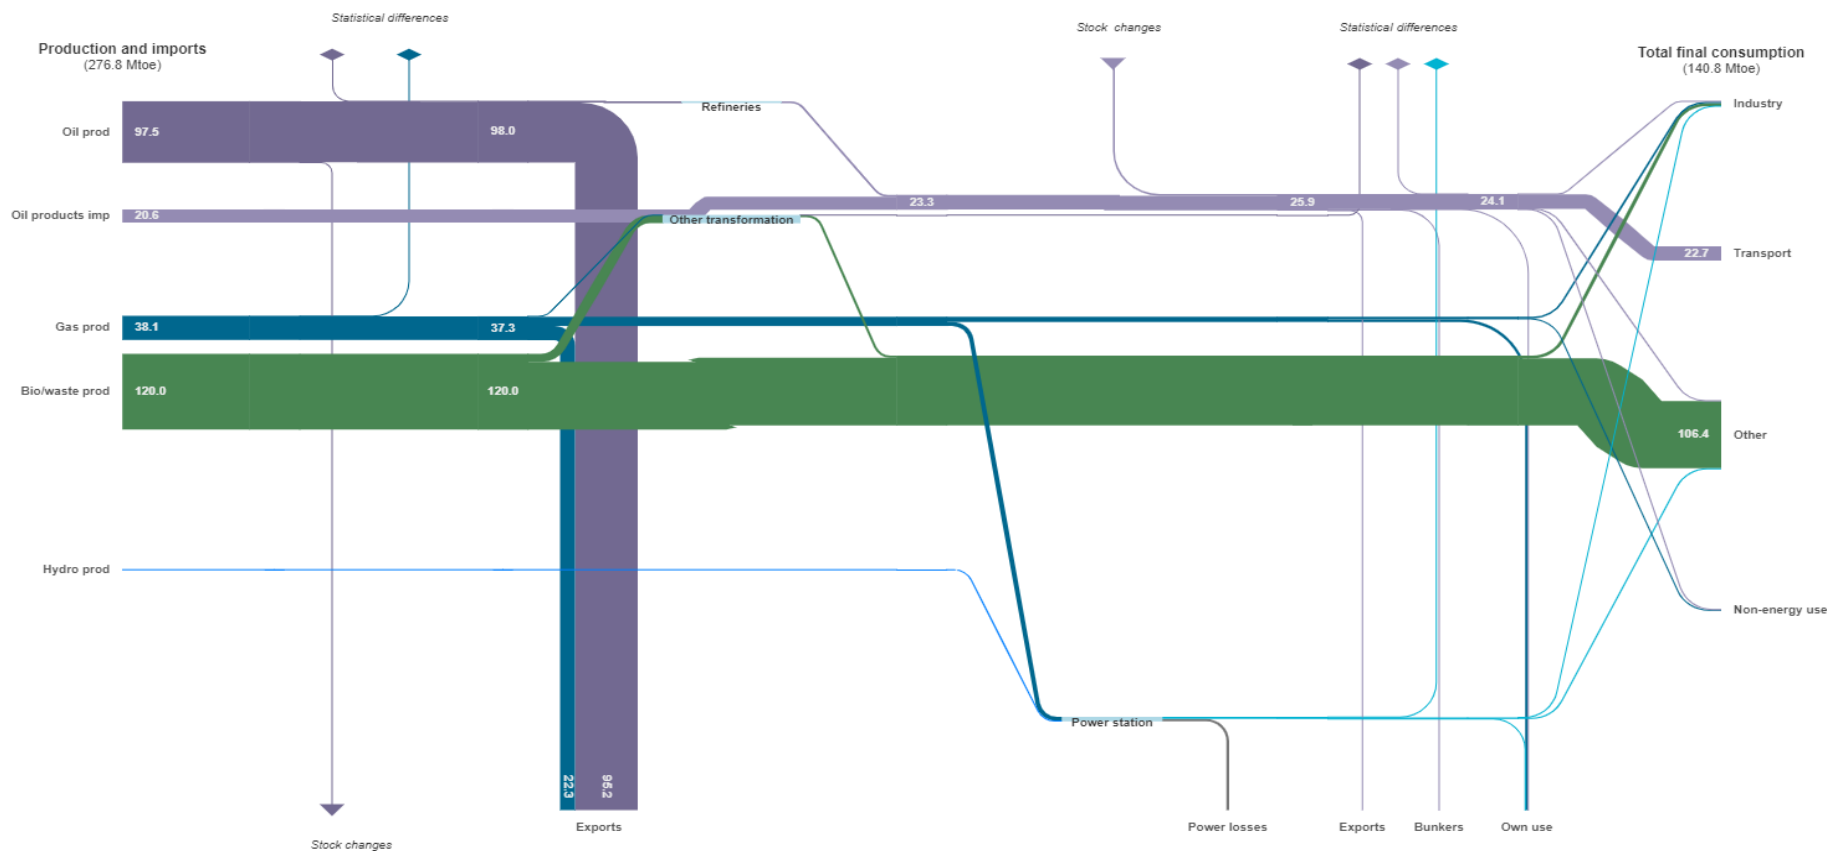 Statistical differences
Stock changes
Statistical differences
Production and imports
(276.8 Mtoe)
Total final consumption
(140.8 Mtoe)
Oil prod
97.5
98.0
Refineries
Industry
Oil products imp
20.6
Other transformation
23.3
25.9
24.1
22.7
Transport
Gas prod
38.1
37.3
Bio/waste prod
120.0
120.0
106.4
Other
Hydro prod
Non-energy use
Power station
22.3
95.2
Exports
Power losses
Exports
Bunkers
Own use
Stock changes